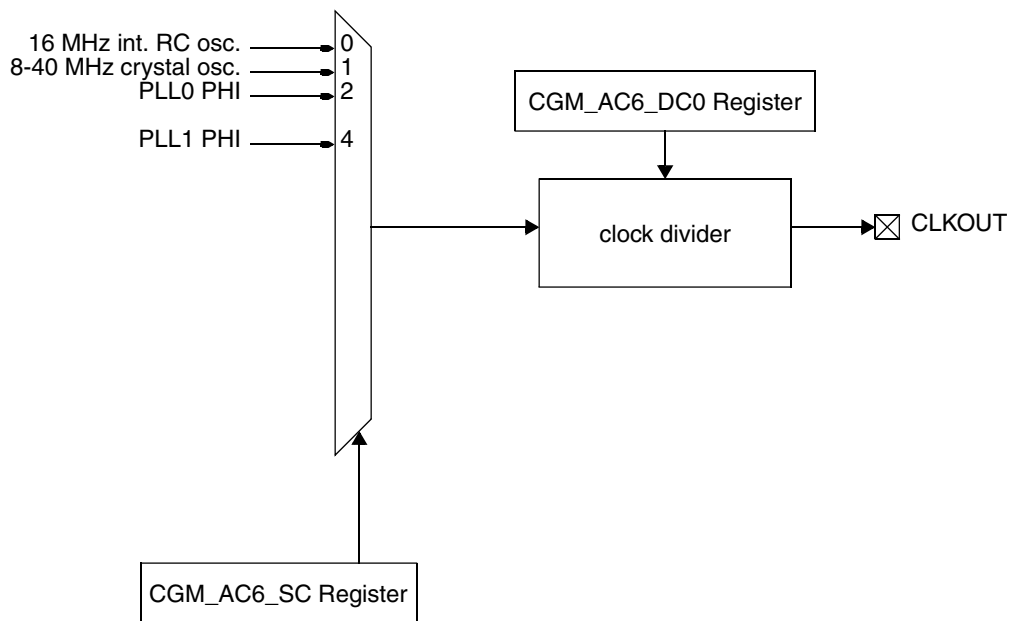 16 MHz int. RC osc. 0
8-40 MHz crystal osc. 1
PLL0 PHI 2
PLL1 PHI 4
CGM_AC6_DC0 Register
clock divider
CLKOUT
CGM_AC6_SC Register